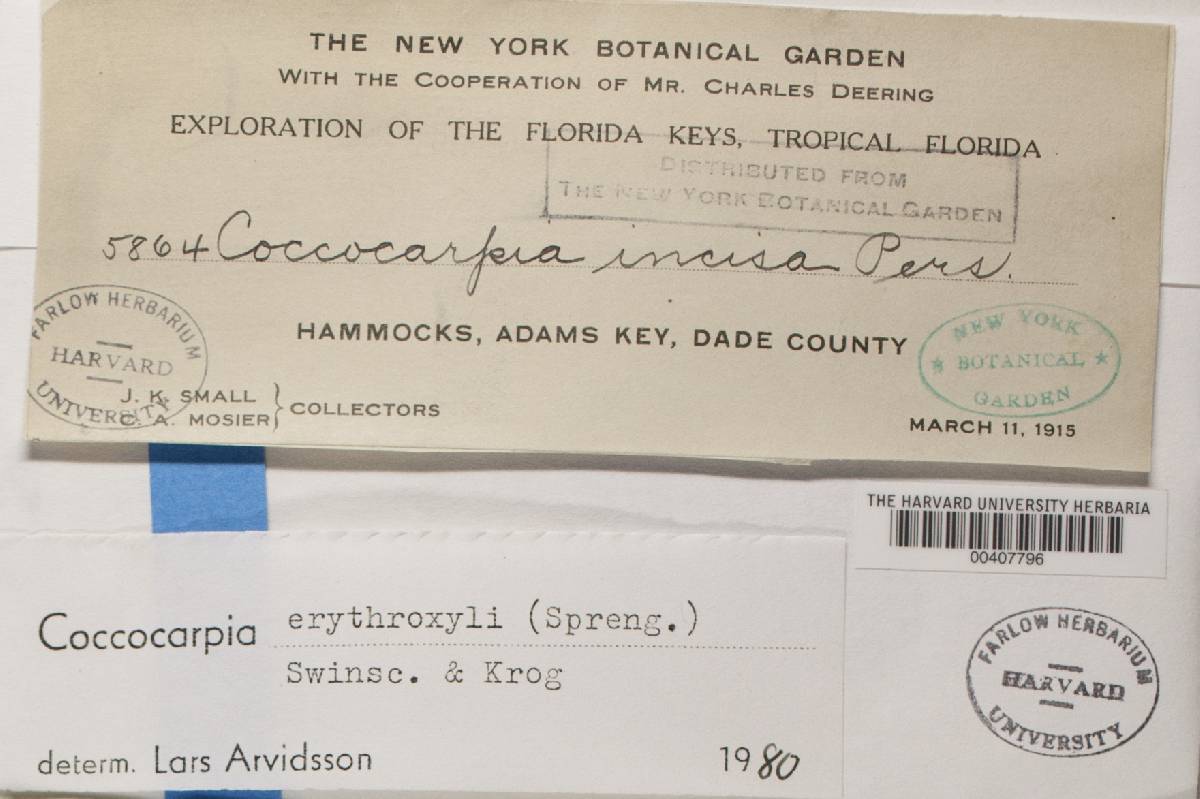 THE NEW YORK BOTANICAL GARDEN
WITH THE COOPERATION OF MR. CHARLES DEERING
EXPLORATION OF THE FLORIDA KEYS, TROPICAL FLORIDA
DISTRIBUTED FROM
THE NEW YORK BOTANICAL GARDEN
5864 Coccocarpia incisa Pers.
HAMMOCKS, ADAMS KEY, DADE COUNTY
FARLOW HERBARIUM
HARVARD
UNIVERSITY
NEW YORK
* BOTANICAL *
GARDEN
J. K. SMALL
C. A. MOSIER } COLLECTORS
MARCH 11, 1915
THE HARVARD UNIVERSITY HERBARIA
00407796
Coccocarpia erythroxyli (Spreng.)
Swinsc. & Krog
determ. Lars Arvidsson 1980
FARLOW HERBARIUM
HARVARD
UNIVERSITY